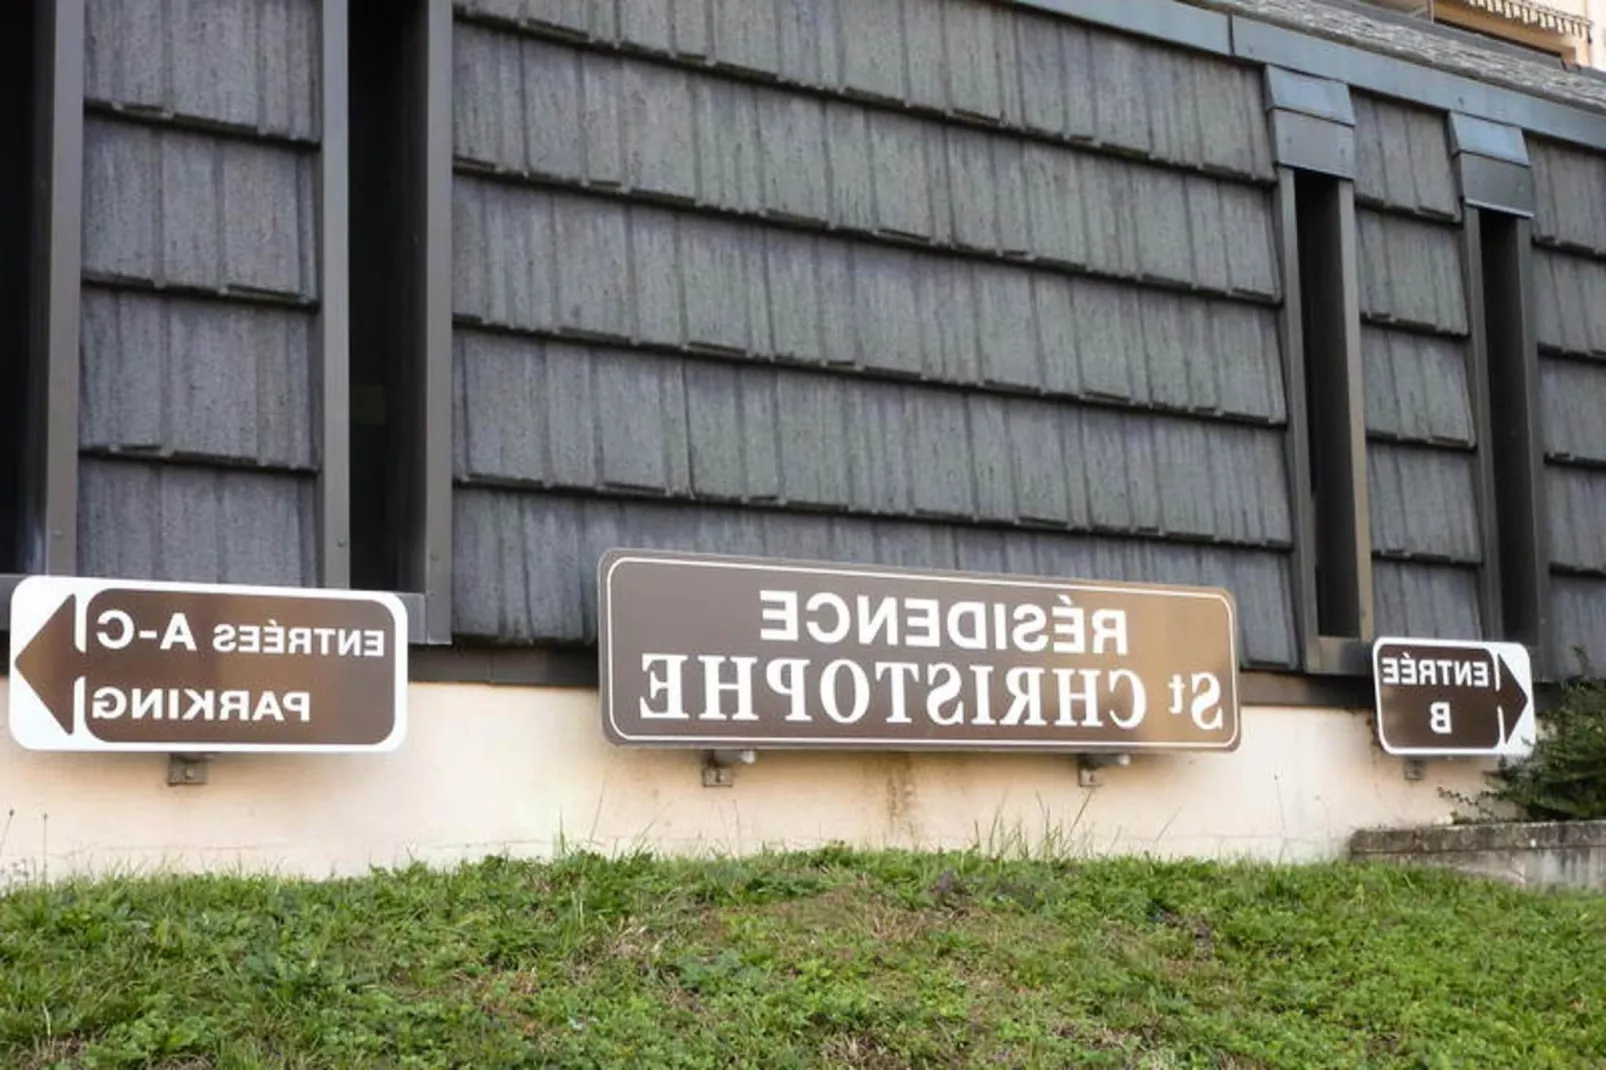 ENTRÉES A-C
PARKING
RÉSIDENCE
St CHRISTOPHE
ENTRÉE
B